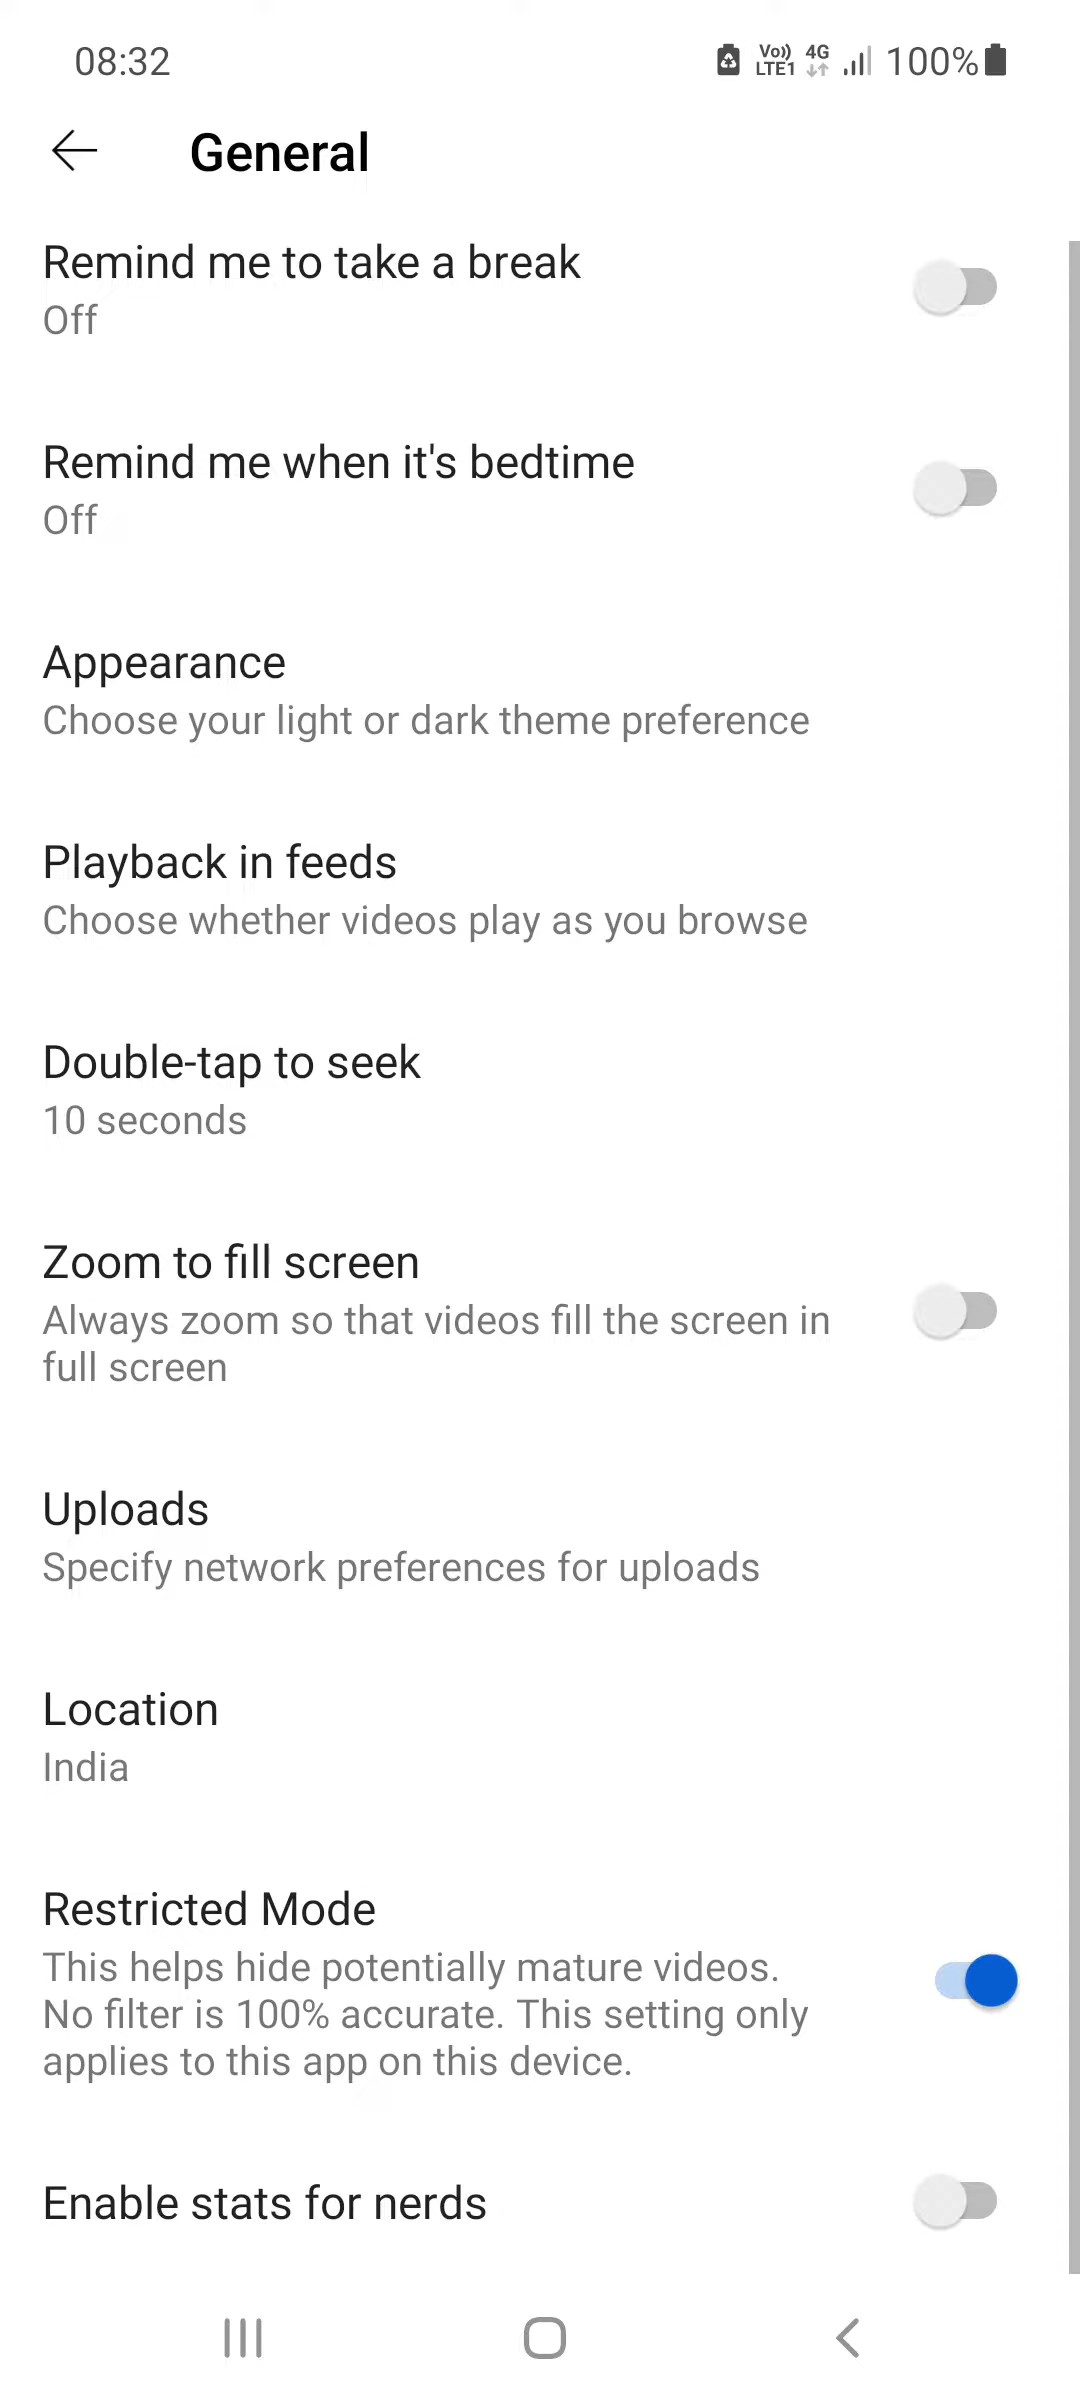 08:32
Vo)) LTE1 4G 100%
General
Remind me to take a break
Off
Remind me when it's bedtime
Off
Appearance
Choose your light or dark theme preference
Playback in feeds
Choose whether videos play as you browse
Double-tap to seek
10 seconds
Zoom to fill screen
Always zoom so that videos fill the screen in
full screen
Uploads
Specify network preferences for uploads
Location
India
Restricted Mode
This helps hide potentially mature videos.
No filter is 100% accurate. This setting only
applies to this app on this device.
Enable stats for nerds